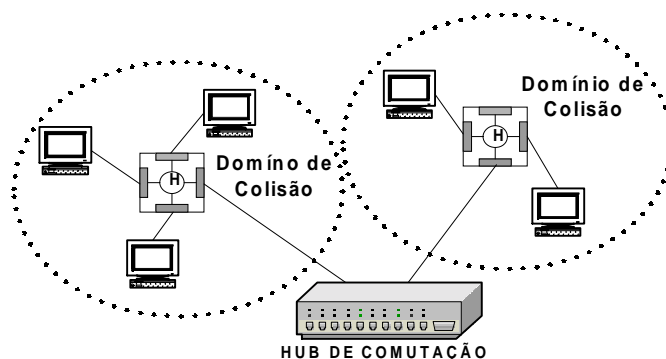 Domíno de
Colisão
H
Domínio de
Colisão
H
HUB DE COMUTAÇÃO